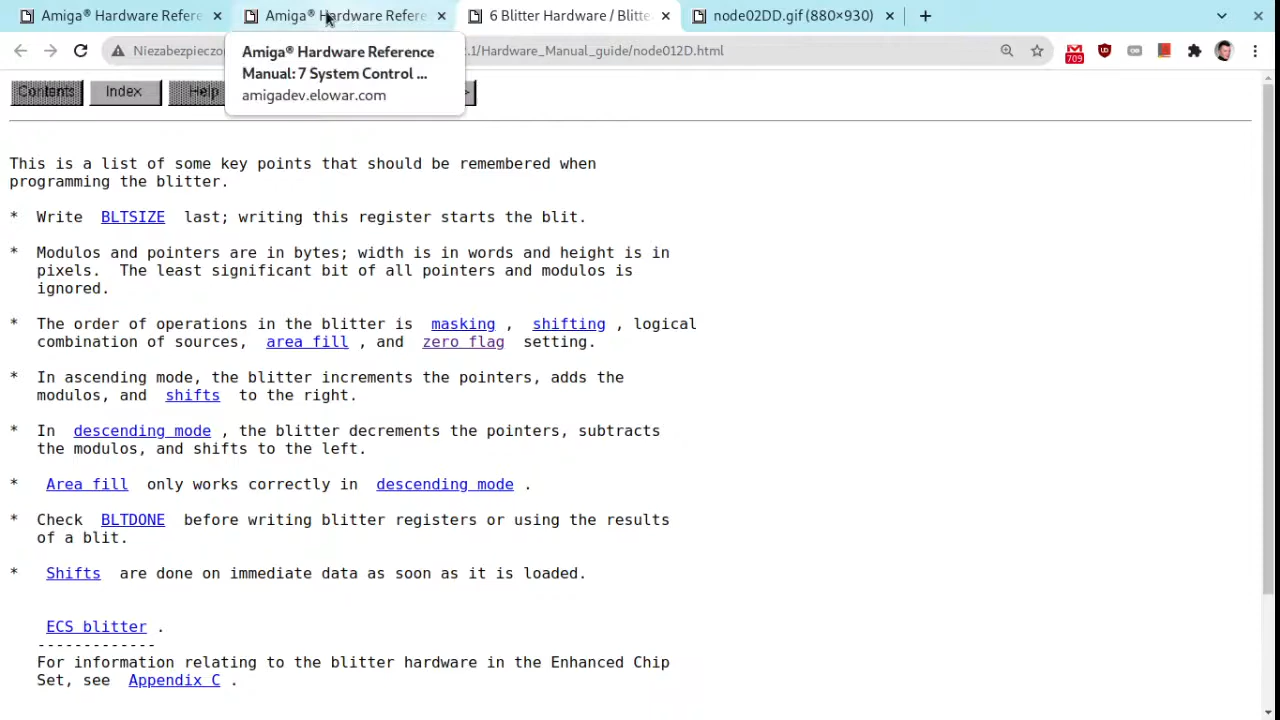 Amiga® Hardware Refere
Amiga® Hardware Refere
6 Blitter Hardware / Blitte
node02DD.gif (880×930)
Niezabezpieczo
.1/Hardware_Manual_guide/node012D.html
709
Amiga® Hardware Reference
Manual: 7 System Control ...
amigadev.elowar.com
Contents
Index
Help
>
This is a list of some key points that should be remembered when
programming the blitter.
* Write BLTSIZE last; writing this register starts the blit.
* Modulos and pointers are in bytes; width is in words and height is in
pixels. The least significant bit of all pointers and modulos is
ignored.
* The order of operations in the blitter is masking , shifting , logical
combination of sources, area fill , and zero flag setting.
* In ascending mode, the blitter increments the pointers, adds the
modulos, and shifts to the right.
* In descending mode , the blitter decrements the pointers, subtracts
the modulos, and shifts to the left.
* Area fill only works correctly in descending mode .
* Check BLTDONE before writing blitter registers or using the results
of a blit.
* Shifts are done on immediate data as soon as it is loaded.
ECS blitter .
-------------
For information relating to the blitter hardware in the Enhanced Chip
Set, see Appendix C .